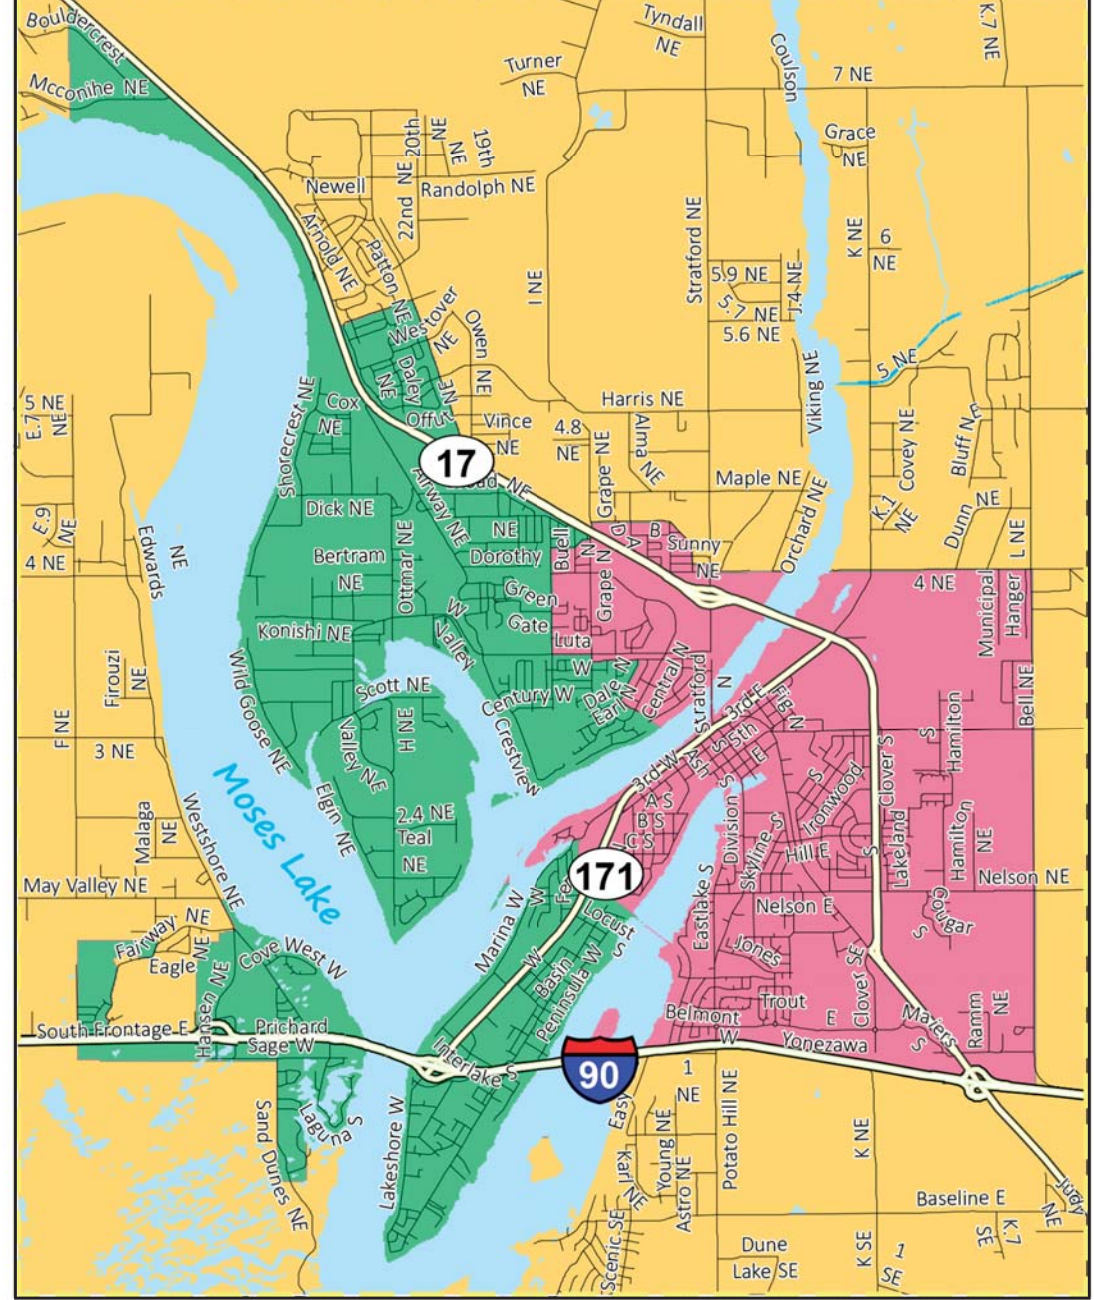 Bouldercrest
Mcconihe NE
Tyndall
NE
Coulson
K.7 NE
Turner
NE
7 NE
20th
NE
19th
NE
Grace
NE
Newell
Randolph NE
22nd NE
Arnold NE
Patton NE
I NE
Stratford NE
K NE
6
NE
5.9 NE
5.7 NE
5.6 NE
J.4 NE
Westover
NE
Owen NE
Daley
NE
NE
Viking NE
5 NE
5 NE
E.7
NE
Shorecrest NE
Cox
NE
Offut
Vince
NE
4.8
NE
Harris NE
Alma NE
Grape NE
Covey NE
Bluff NE
17
NE
Maple NE
Orchard NE
K.1
NE
Dunn NE
L NE
E.9
NE
Edwards
NE
Dick NE
Airway NE
NE
Dorothy
Buell
N
D
A
B
Sunny
NE
4 NE
Bertram
NE
Ottmar NE
Green
Gate
Grape N
4 NE
Municipal
Hanger
Konishi NE
W
Valley
Luta
W
Firouzi
NE
Wild Goose NE
Scott NE
Century W
Dale
N
Earl N
Central N
Stratford
N
Bell NE
F NE
3 NE
Valley NE
H NE
Crestview
3rd E
Fig N
Ash
S
5th
E
3rd W
Clover S
Hamilton
S
Moses Lake
Elgin NE
2.4 NE
Teal
NE
A S
B S
C S
Division S
Skyline S
Ironwood
S
Hill E
S
Lakeland
Hamilton
NE
Malaga
NE
Westshore NE
171
May Valley NE
Nelson NE
Marina W
W
Locust
S
Eastlake S
Nelson E
Cougar
S
Fairway NE
Eagle
NE
Cove West W
W
Basin
Peninsula W
Jones
Clover SE
Hansen NE
South Frontage E
Prichard
Sage W
Trout
E
Belmont
W
Yonezawa
Maiers
S
Ramm
NE
Interlake S
90
1
NE
Easy
Potato Hill NE
Young NE
Astro NE
Karl NE
K NE
Sand Dunes NE
Laguna S
Lakeshore W
Baseline E
NE
K.7
SE
Scenic SE
Dune
Lake SE
K SE
1
SE